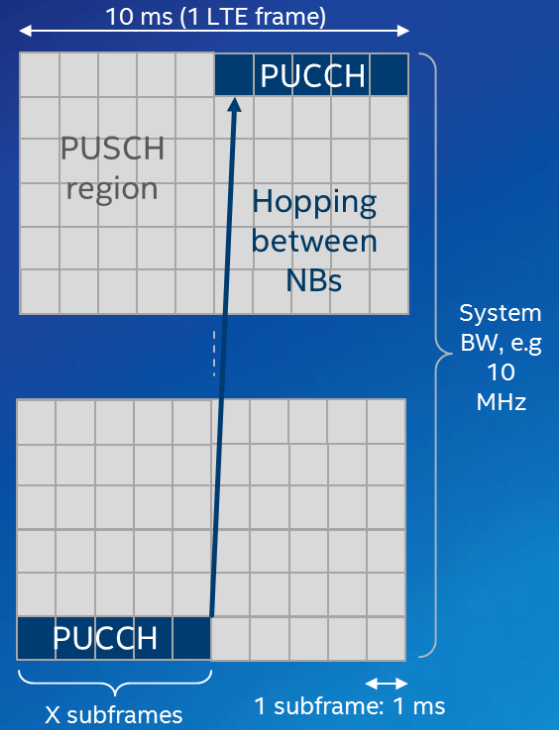 10 ms (1 LTE frame)
PUCCH
PUSCH
region
Hopping
between
NBs
System
BW, e.g
10
MHz
PUCCH
X subframes
1 subframe: 1 ms